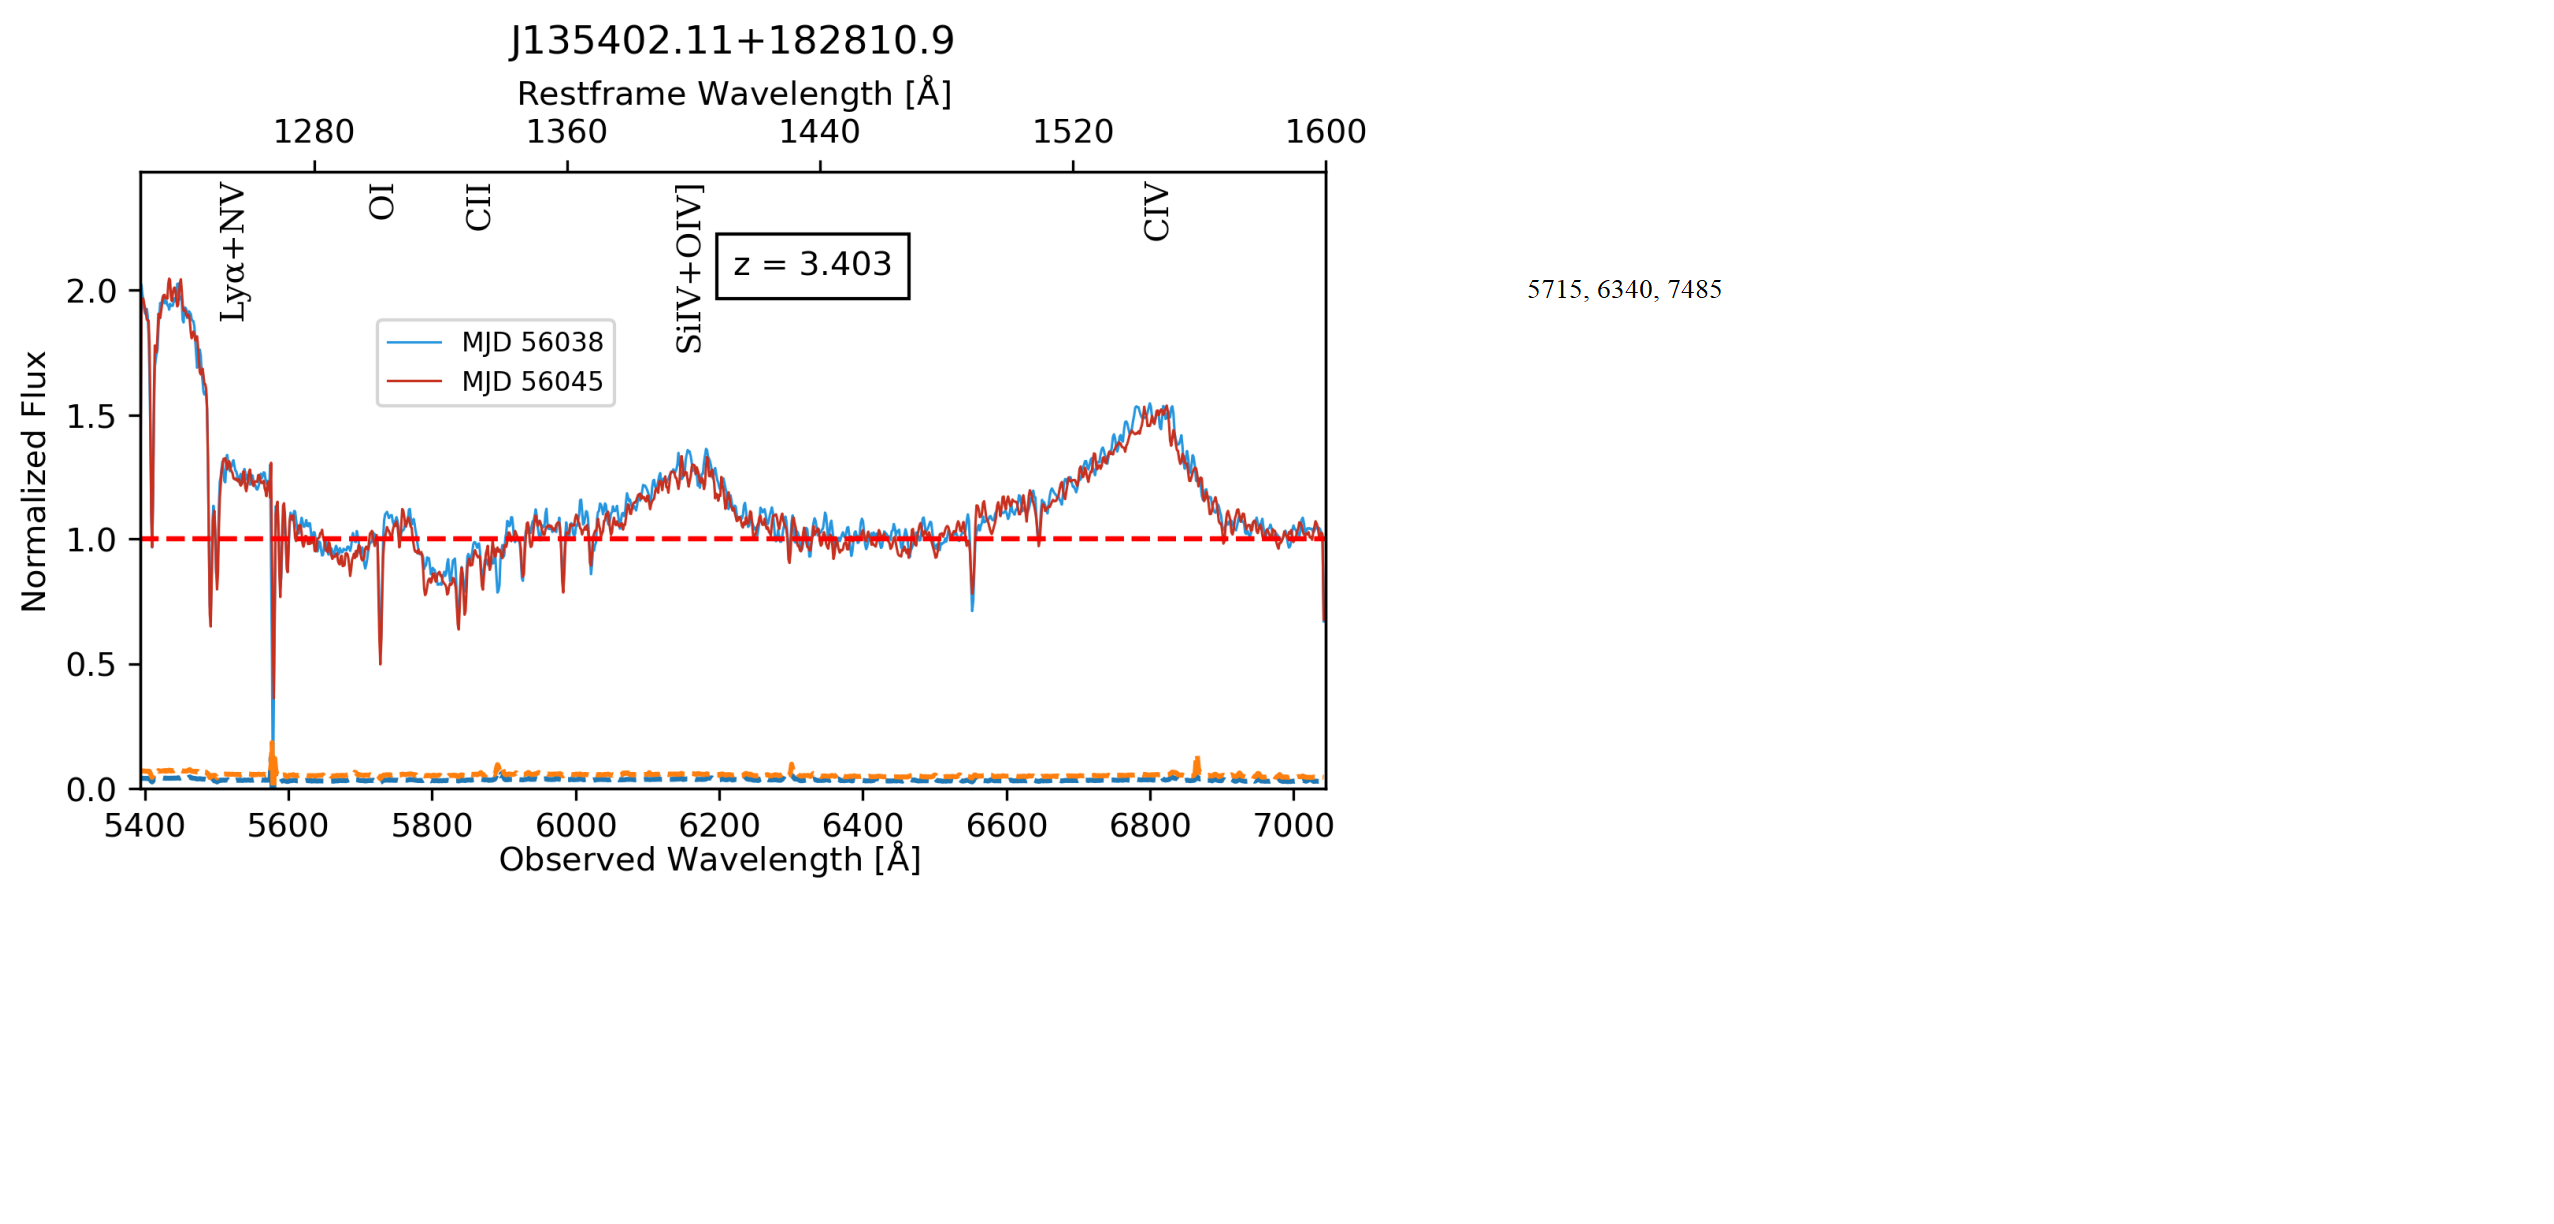 J135402.11+182810.9
Restframe Wavelength [Å]
1280 1360 1440 1520 1600
Lyα+NV
OI
CII
SiIV+OIV]
CIV
z = 3.403
MJD 56038
MJD 56045
Normalized Flux
2.0
1.5
1.0
0.5
0.0
5400 5600 5800 6000 6200 6400 6600 6800 7000
Observed Wavelength [Å]
5715, 6340, 7485